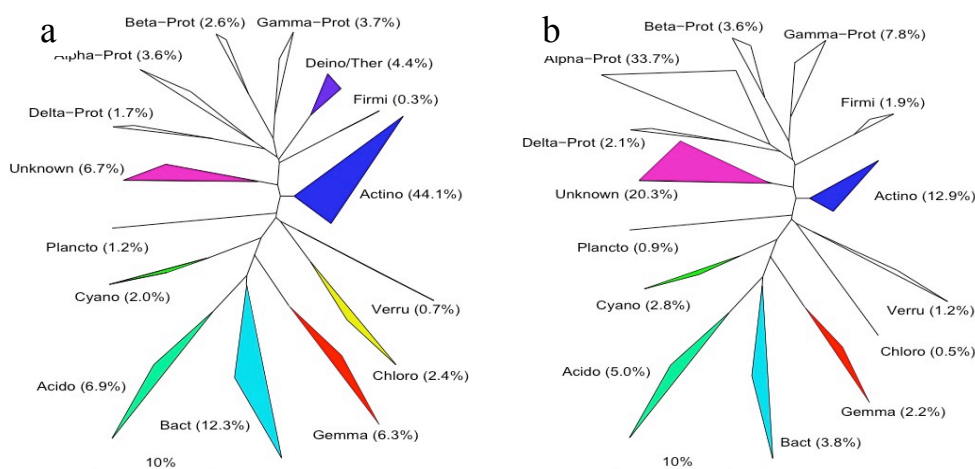 a
Beta-Prot (2.6%)
Gamma-Prot (3.7%)
Alpha-Prot (3.6%)
Deino/Ther (4.4%)
Firmi (0.3%)
Delta-Prot (1.7%)
Unknown (6.7%)
Actino (44.1%)
Plancto (1.2%)
Cyano (2.0%)
Verru (0.7%)
Chloro (2.4%)
Acido (6.9%)
Bact (12.3%)
Gemma (6.3%)
10%
b
Beta-Prot (3.6%)
Gamma-Prot (7.8%)
Alpha-Prot (33.7%)
Firmi (1.9%)
Delta-Prot (2.1%)
Unknown (20.3%)
Actino (12.9%)
Plancto (0.9%)
Cyano (2.8%)
Verru (1.2%)
Chloro (0.5%)
Acido (5.0%)
Gemma (2.2%)
Bact (3.8%)
10%